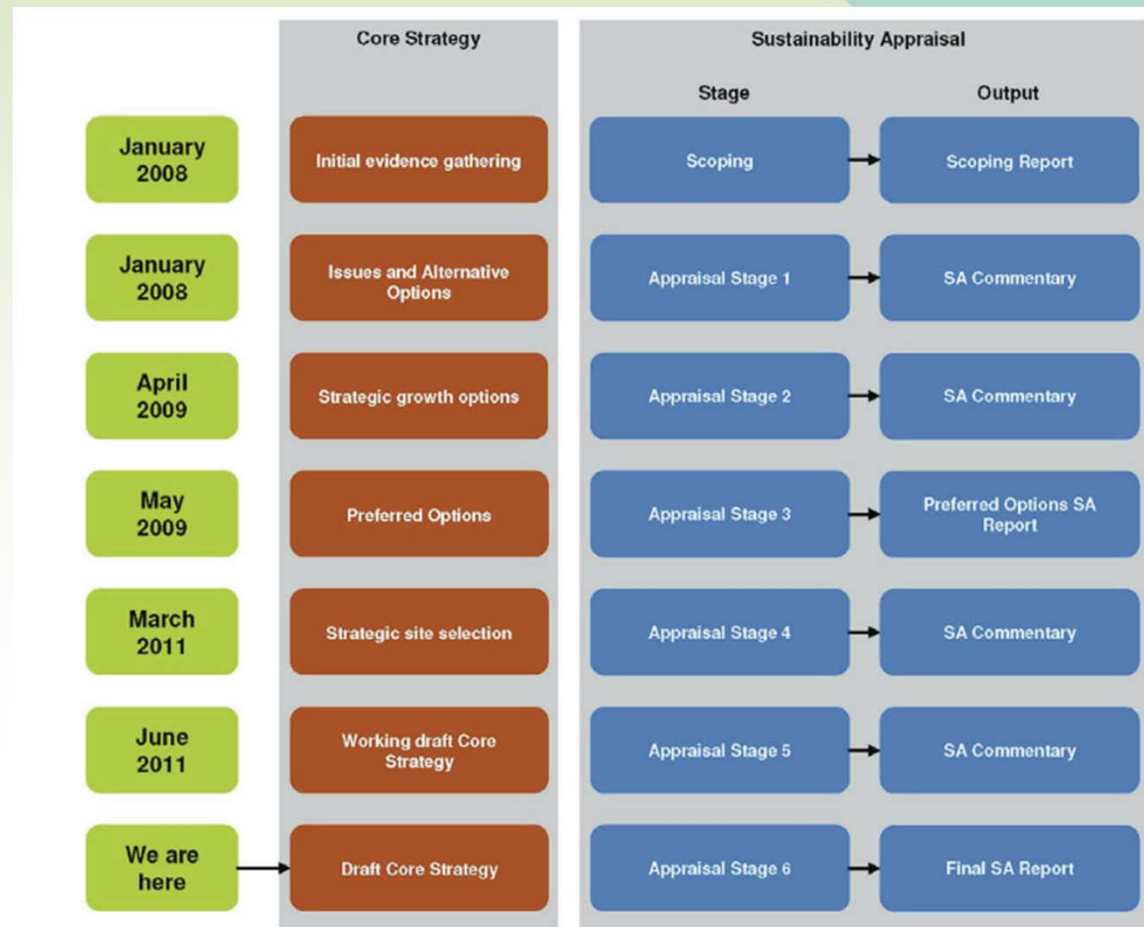 Core Strategy
Sustainability Appraisal
Stage
Output
January
2008
Initial evidence gathering
Scoping
Scoping Report
January
2008
Issues and Alternative
Options
Appraisal Stage 1
SA Commentary
April
2009
Strategic growth options
Appraisal Stage 2
SA Commentary
May
2009
Preferred Options
Appraisal Stage 3
Preferred Options SA
Report
March
2011
Strategic site selection
Appraisal Stage 4
SA Commentary
June
2011
Working draft Core
Strategy
Appraisal Stage 5
SA Commentary
We are
here
Draft Core Strategy
Appraisal Stage 6
Final SA Report